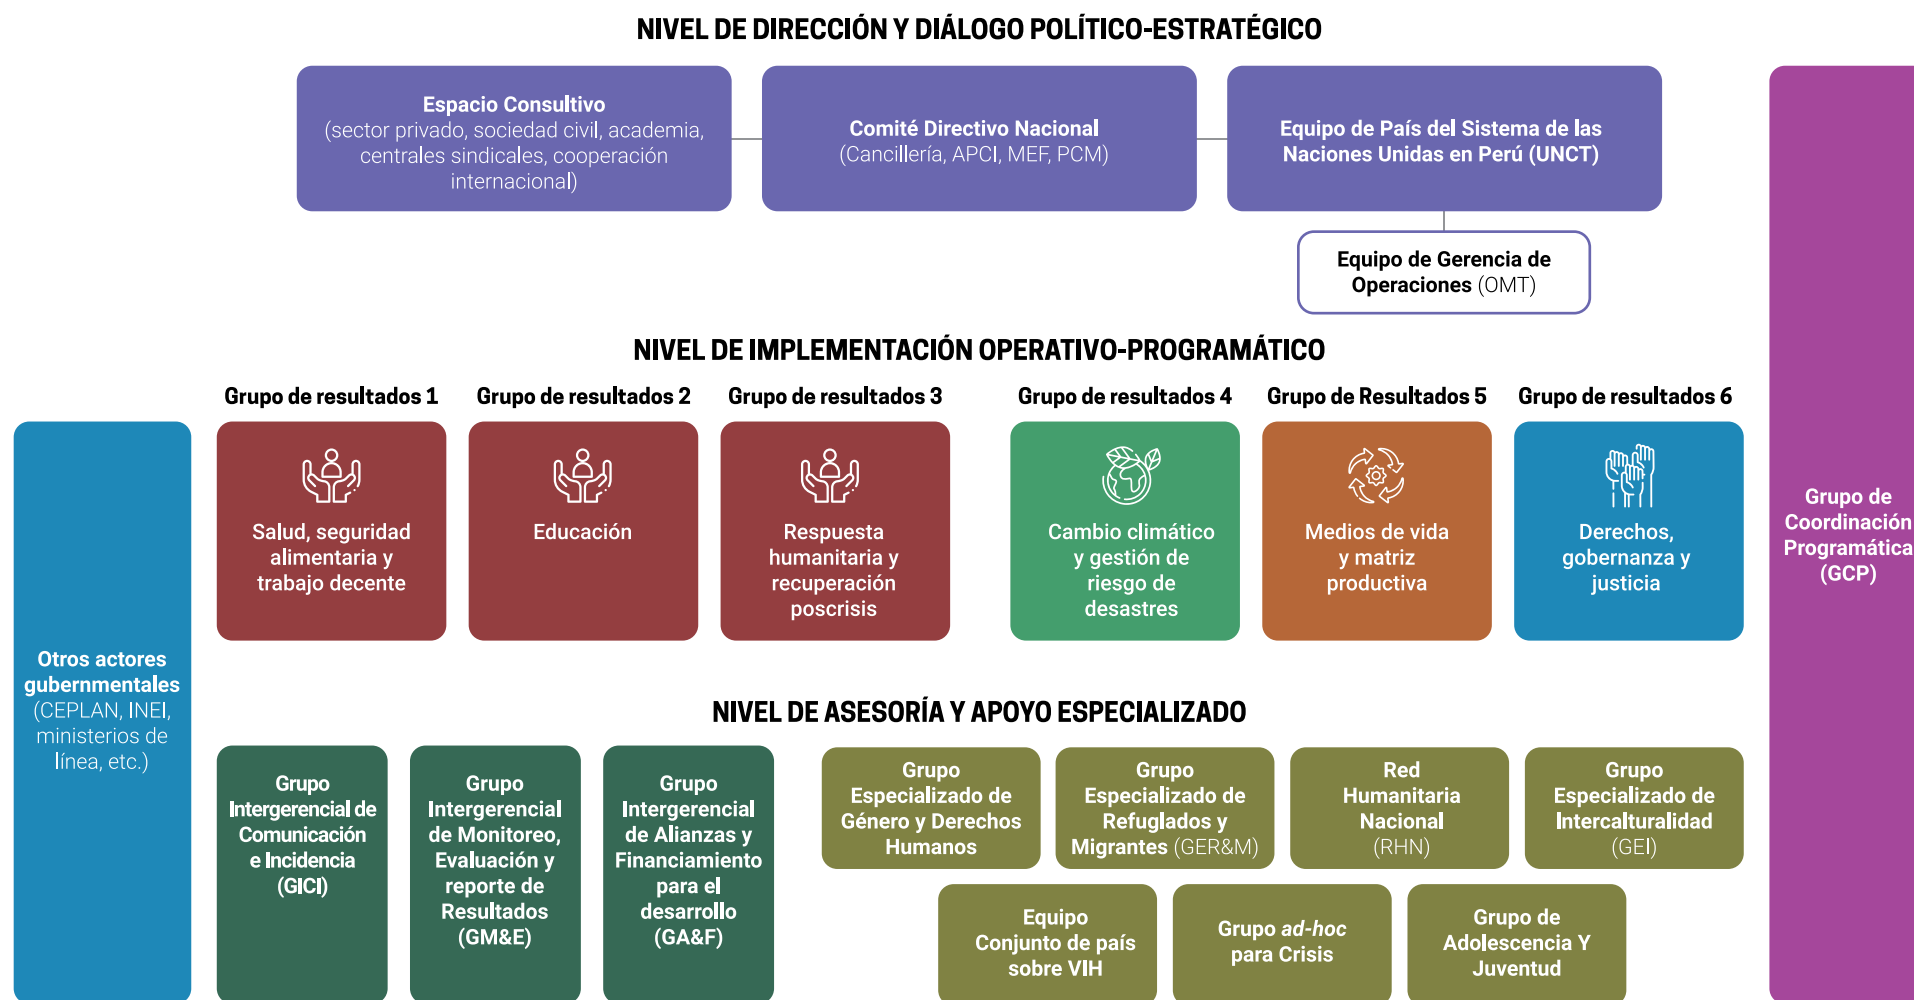 NIVEL DE DIRECCIÓN Y DIÁLOGO POLÍTICO-ESTRATÉGICO
Espacio Consultivo
(sector privado, sociedad civil, academia,
centrales sindicales, cooperación
internacional)
Comité Directivo Nacional
(Cancillería, APCI, MEF, PCM)
Equipo de País del Sistema de las
Naciones Unidas en Perú (UNCT)
Equipo de Gerencia de
Operaciones (OMT)
NIVEL DE IMPLEMENTACIÓN OPERATIVO-PROGRAMÁTICO
Grupo de resultados 1
Salud, seguridad
alimentaria y
trabajo decente
Grupo de resultados 2
Educación
Grupo de resultados 3
Respuesta
humanitaria y
recuperación
poscrisis
Grupo de resultados 4
Cambio climático
y gestión de
riesgo de
desastres
Grupo de Resultados 5
Medios de vida
y matriz
productiva
Grupo de resultados 6
Derechos,
gobernanza y
justicia
Grupo de
Coordinación
Programática
(GCP)
Otros actores
gubernmentales
(CEPLAN, INEI,
ministerios de
línea, etc.)
NIVEL DE ASESORÍA Y APOYO ESPECIALIZADO
Grupo
Intergerencial de
Comunicación
e Incidencia
(GICI)
Grupo
Intergerencial
de Monitoreo,
Evaluación y
reporte de
Resultados
(GM&E)
Grupo
Intergerencial
de Alianzas y
Financiamiento
para el
desarrollo
(GA&F)
Grupo
Especializado de
Género y Derechos
Humanos
Grupo
Especializado de
Refuglados y
Migrantes (GER&M)
Red
Humanitaria
Nacional
(RHN)
Grupo
Especializado de
Intercalturalidad
(GEI)
Equipo
Conjunto de país
sobre VIH
Grupo ad-hoc
para Crisis
Grupo de
Adolescencia Y
Juventud